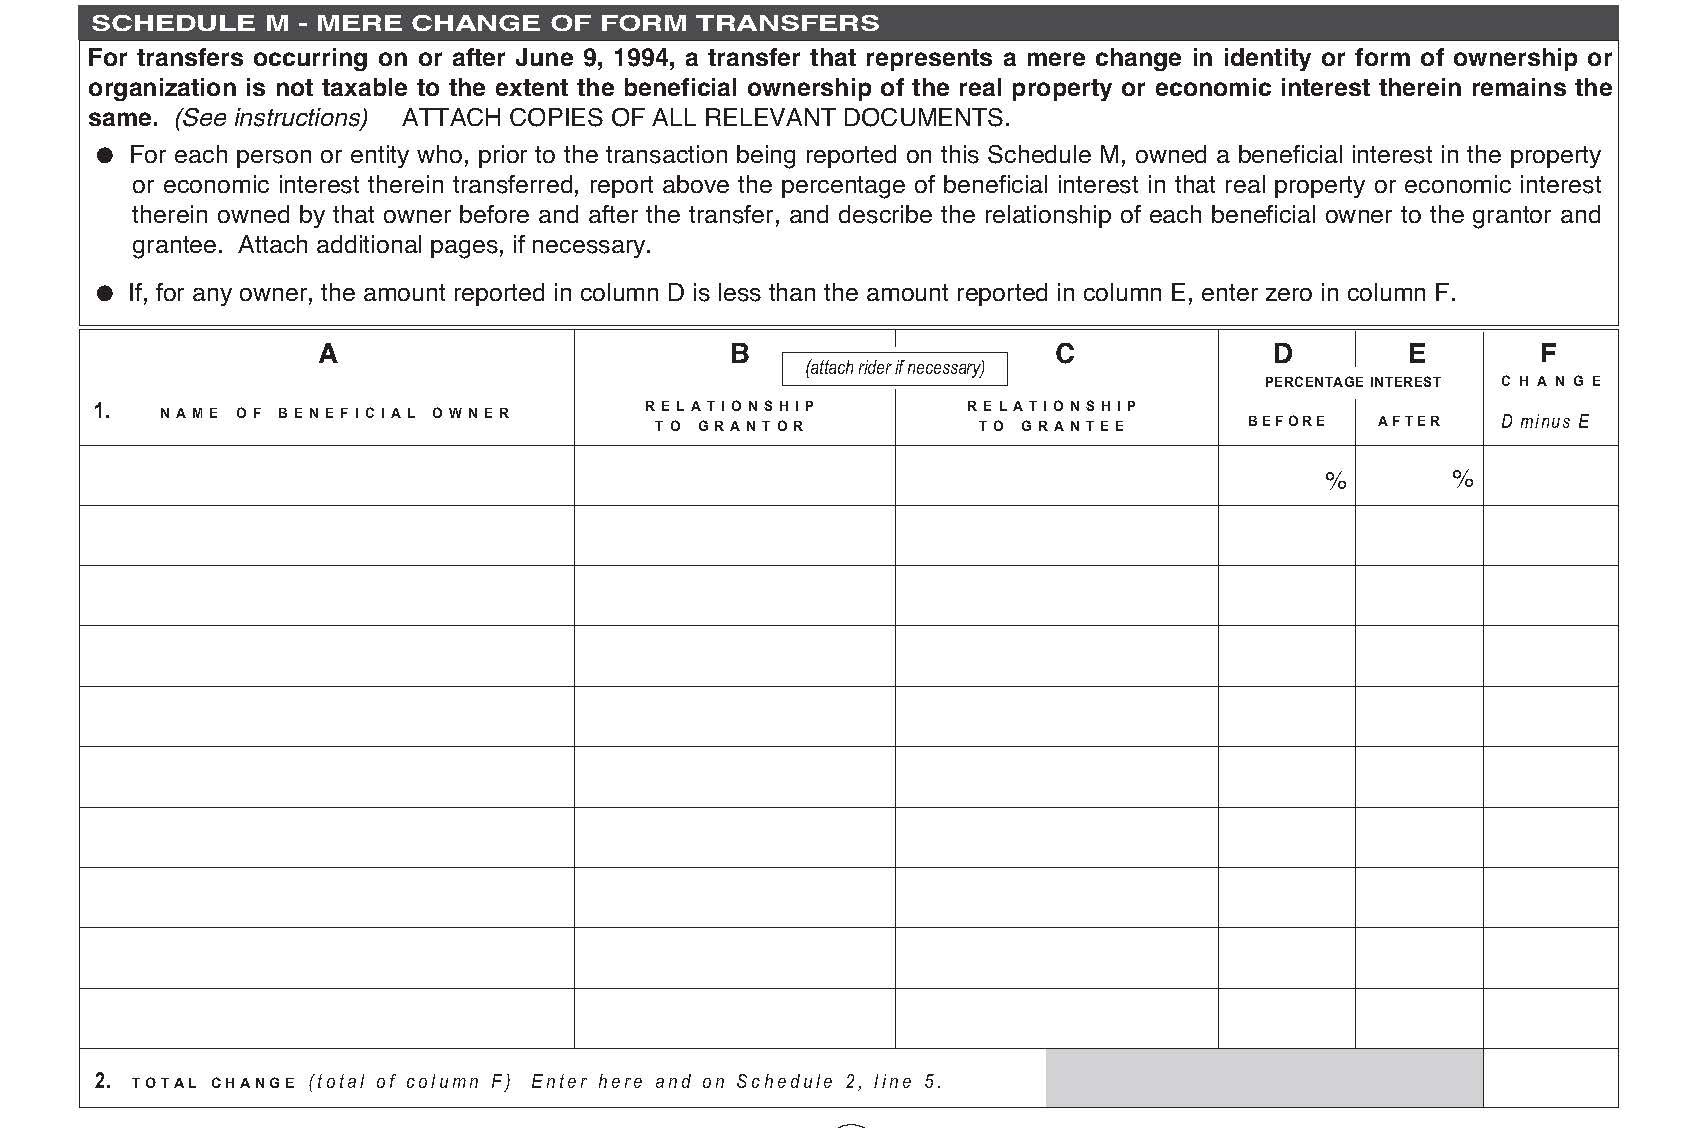 SCHEDULE M - MERE CHANGE OF FORM TRANSFERS
For transfers occurring on or after June 9, 1994, a transfer that represents a mere change in identity or form of ownership or
organization is not taxable to the extent the beneficial ownership of the real property or economic interest therein remains the
same. (See instructions) ATTACH COPIES OF ALL RELEVANT DOCUMENTS.
● For each person or entity who, prior to the transaction being reported on this Schedule M, owned a beneficial interest in the property
or economic interest therein transferred, report above the percentage of beneficial interest in that real property or economic interest
therein owned by that owner before and after the transfer, and describe the relationship of each beneficial owner to the grantor and
grantee. Attach additional pages, if necessary.
● If, for any owner, the amount reported in column D is less than the amount reported in column E, enter zero in column F.
A B C D E F
(attach rider if necessary)
PERCENTAGE INTEREST CHANGE
1. NAME OF BENEFICIAL OWNER
RELATIONSHIP TO GRANTOR
RELATIONSHIP TO GRANTEE
BEFORE AFTER D minus E
% %
2. TOTAL CHANGE (total of column F) Enter here and on Schedule 2, line 5.